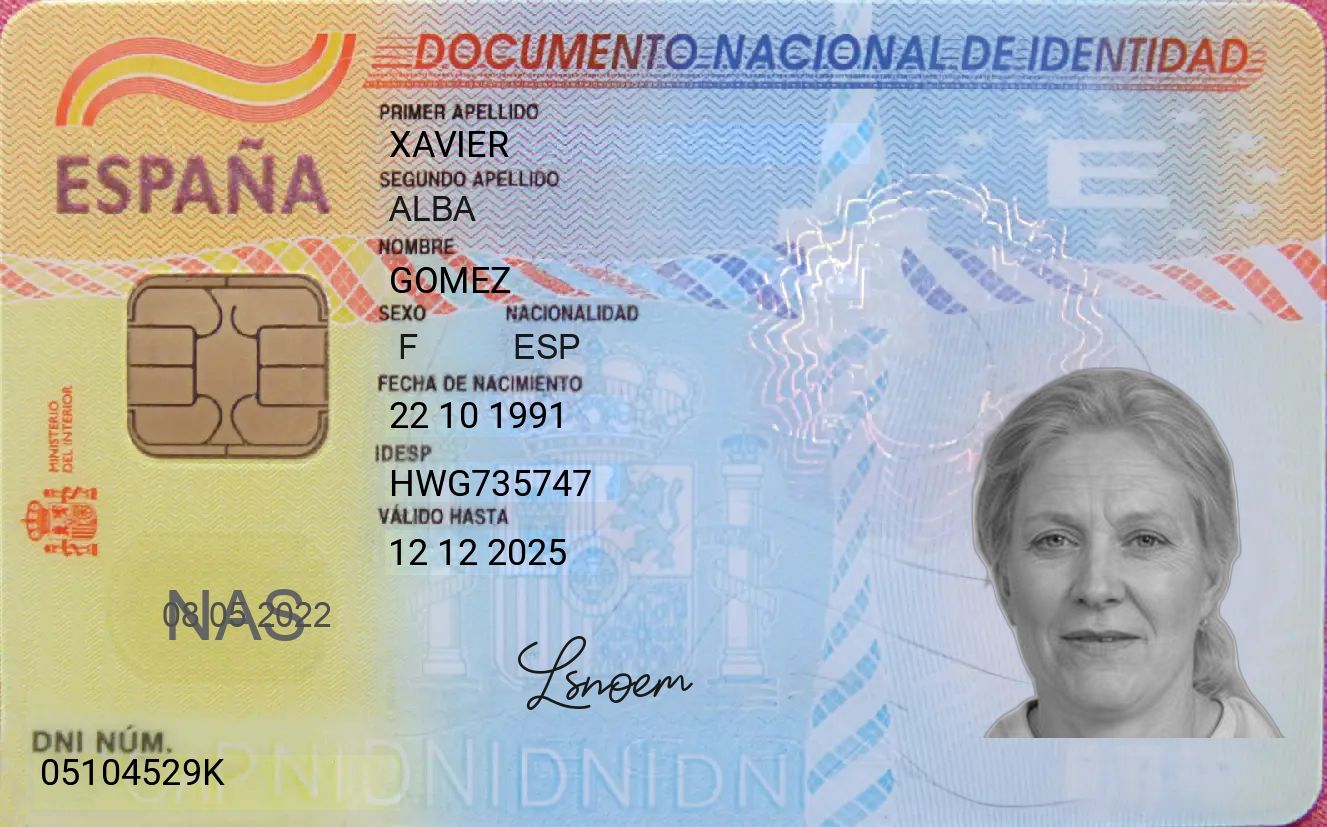 DOCUMENTO NACIONAL DE IDENTIDAD
ESPAÑA
PRIMER APELLIDO
XAVIER
SEGUNDO APELLIDO
ALBA
NOMBRE
GOMEZ
SEXO NACIONALIDAD
F ESP
FECHA DE NACIMIENTO
22 10 1991
IDESP
HWG735747
VÁLIDO HASTA
12 12 2025
MINISTERIO
DEL INTERIOR
E
NAS
08 05 2022
Lsnoem
DNI NÚM.
05104529K
DNIDNIDNIDN